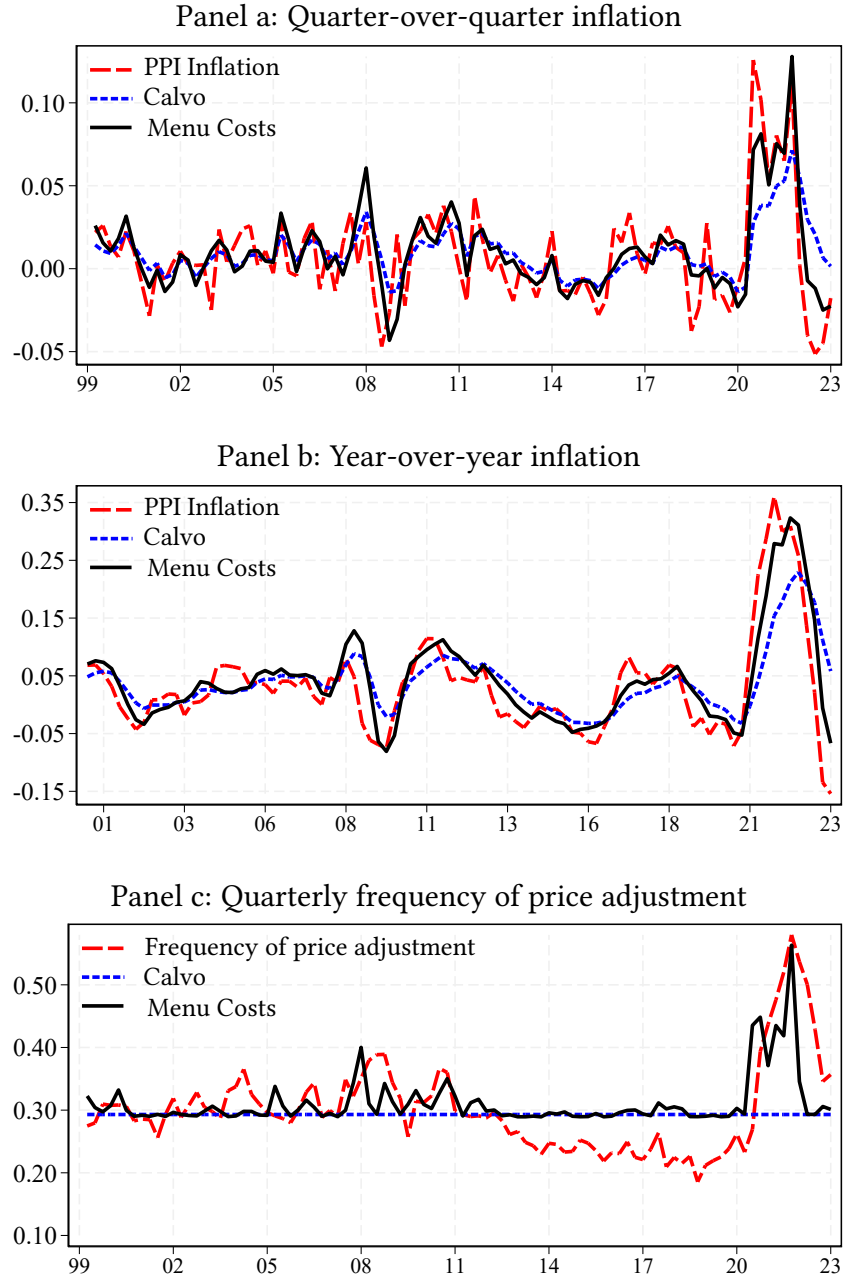 Panel a: Quarter-over-quarter inflation
PPI Inflation
Calvo
Menu Costs
0.10
0.05
0.00
-0.05
99 02 05 08 11 14 17 20 23
Panel b: Year-over-year inflation
PPI Inflation
Calvo
Menu Costs
0.35
0.25
0.15
0.05
-0.05
-0.15
01 03 06 08 11 13 16 18 21 23
Panel c: Quarterly frequency of price adjustment
Frequency of price adjustment
Calvo
Menu Costs
0.50
0.40
0.30
0.20
0.10
99 02 05 08 11 14 17 20 23